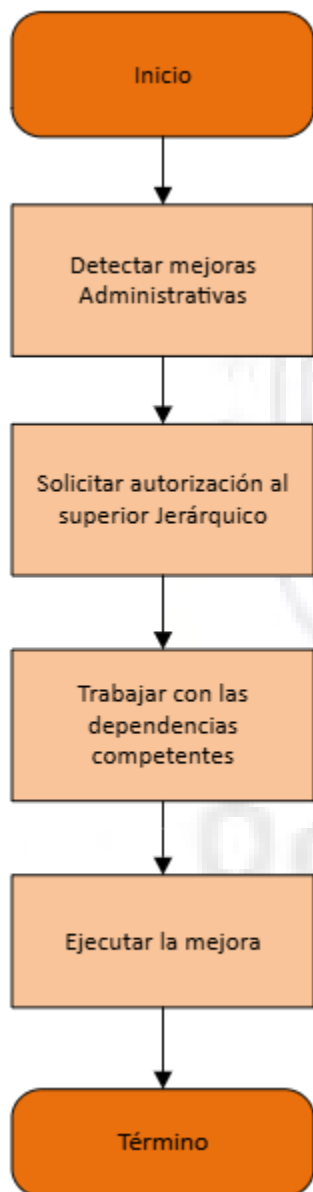 Inicio
Detectar mejoras
Administrativas
Solicitar autorización al
superior Jerárquico
Trabajar con las
dependencias
competentes
Ejecutar la mejora
Término